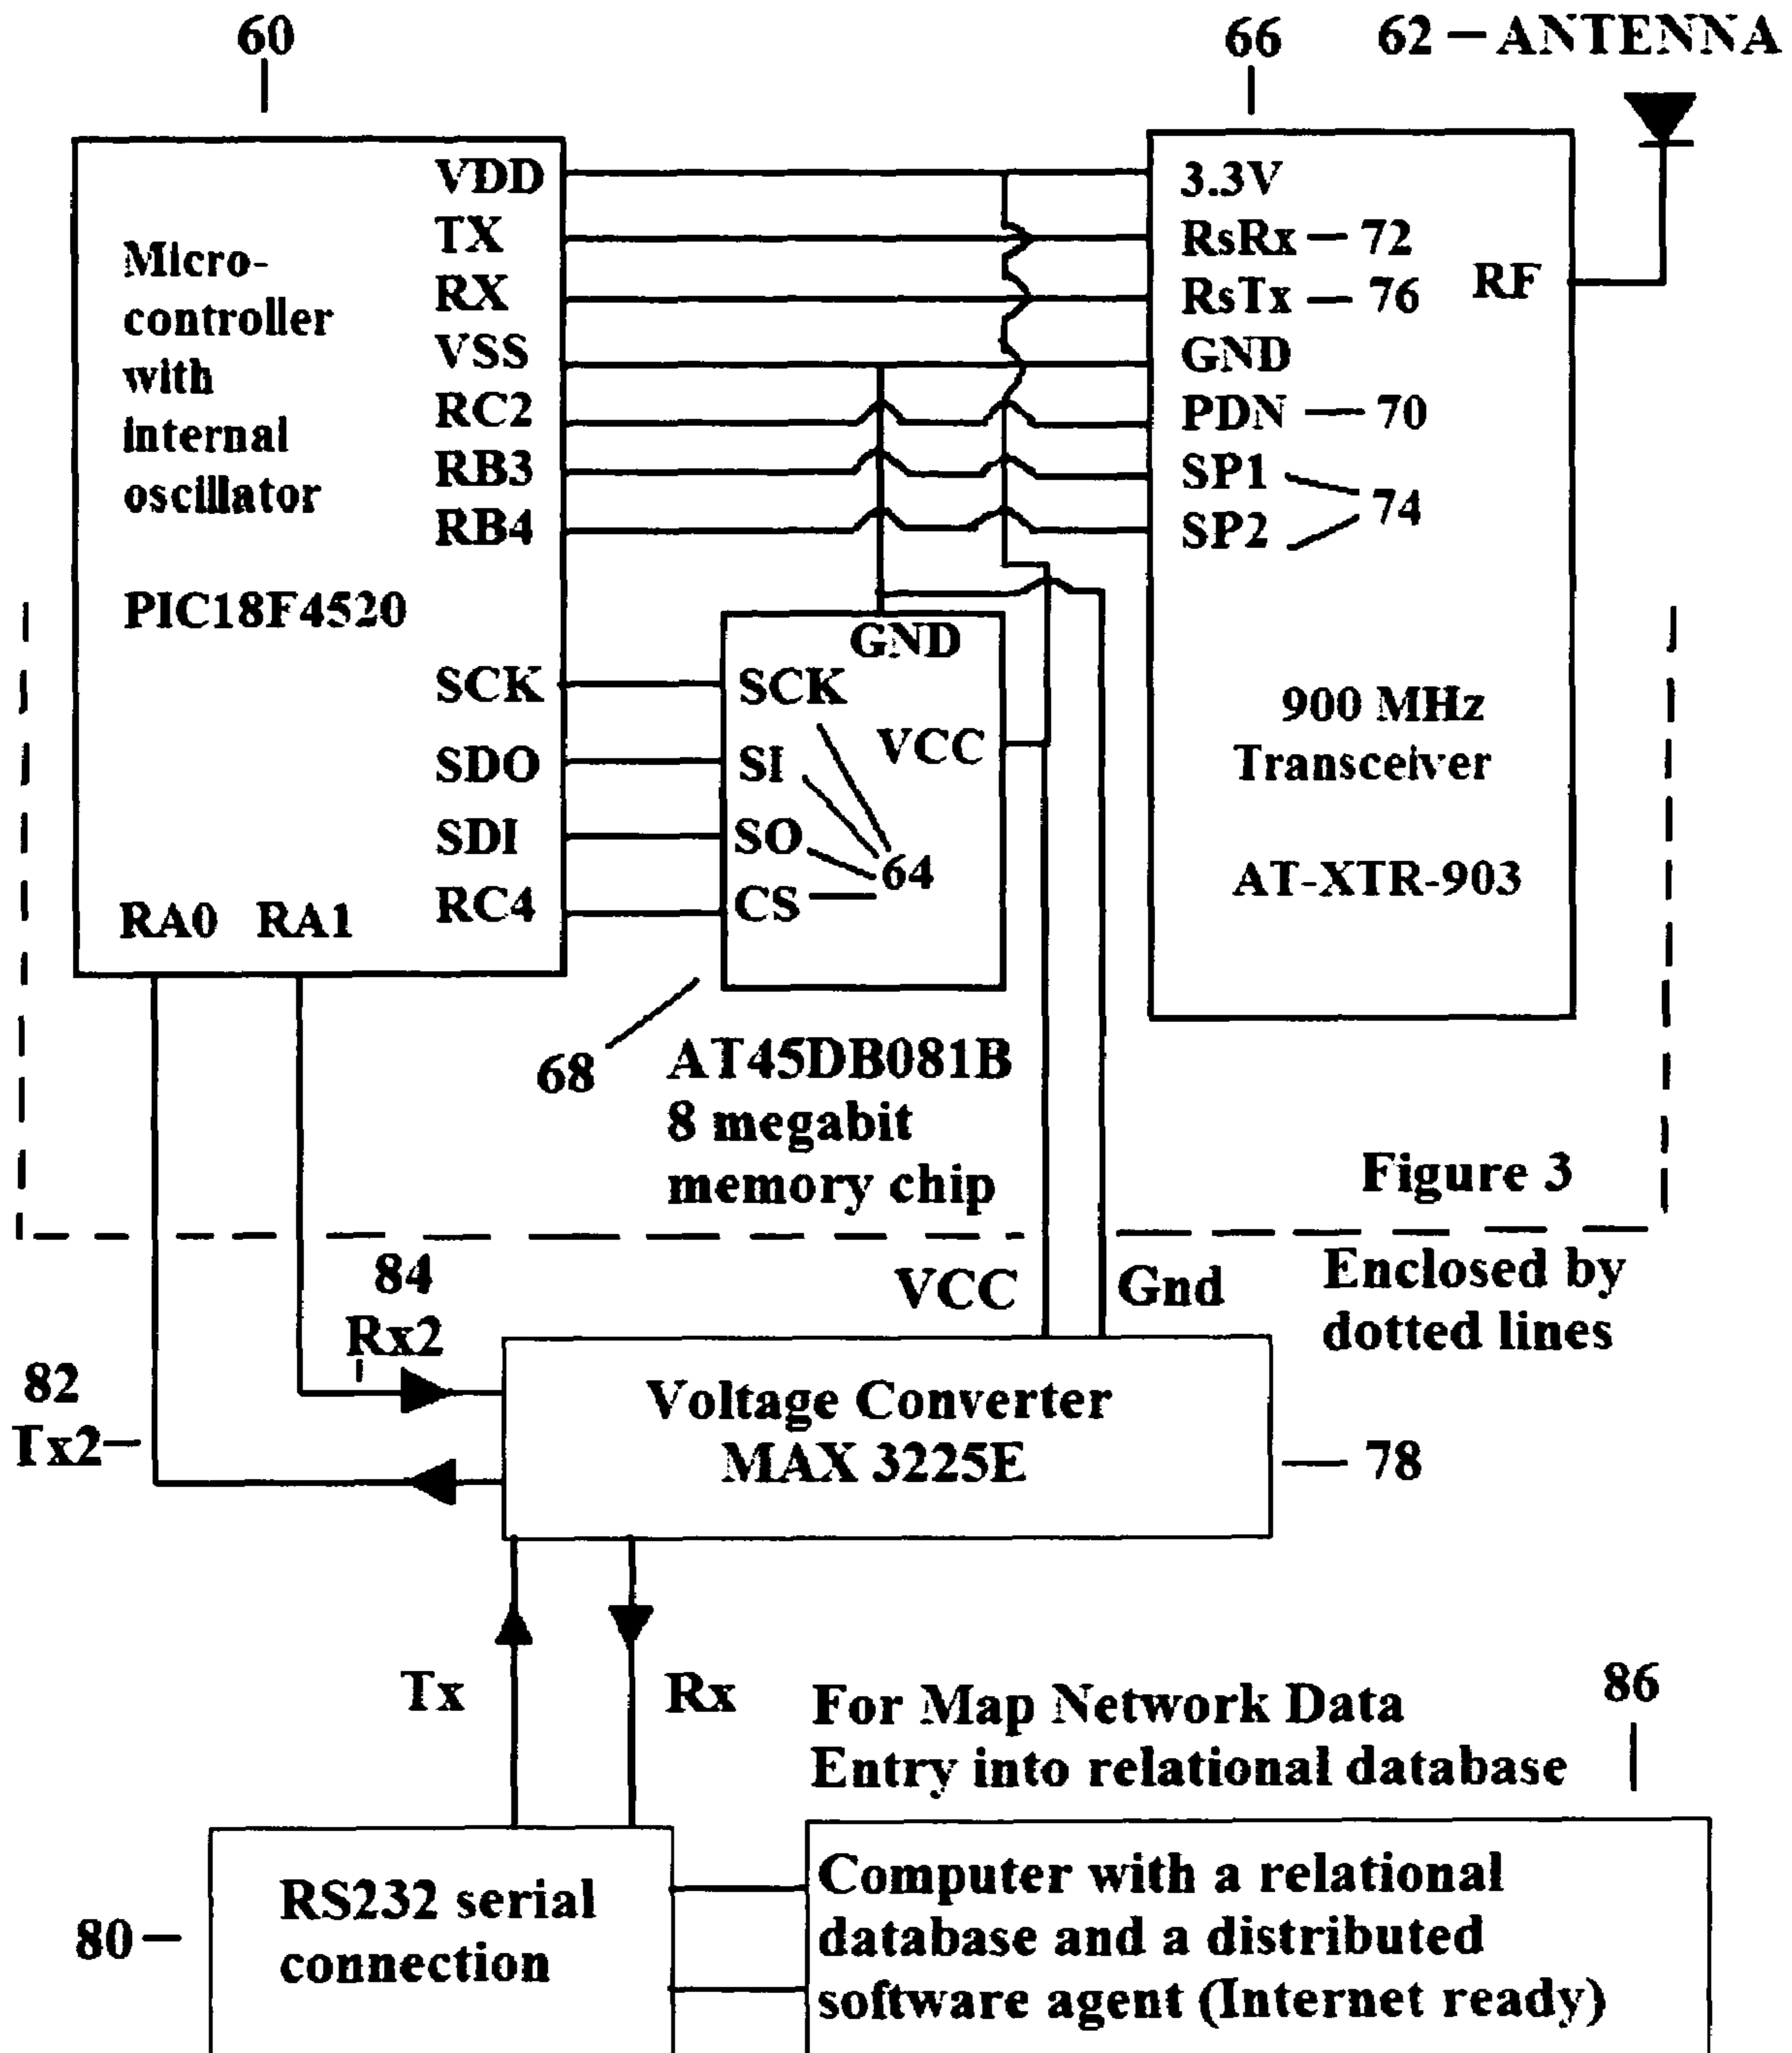 60
66
62 — ANTENNA
VDD
TX
RX
VSS
RC2
RB3
RB4
Micro-
controller
with
internal
oscillator
PIC18F4520
SCK
SDO
SDI
RC4
RA0 RA1
3.3V
RsRx — 72
RsTx — 76
GND
PDN — 70
SP1
SP2
74
RF
900 MHz
Transceiver
AT-XTR-903
GND
SCK
VCC
SI
SO
CS
64
68
AT45DB081B
8 megabit
memory chip
Figure 3
Enclosed by
dotted lines
VCC
Gnd
84
Rx2
82
Tx2
Voltage Converter
MAX 3225E
78
Tx
Rx
For Map Network Data
Entry into relational database
86
80
RS232 serial
connection
Computer with a relational
database and a distributed
software agent (Internet ready)